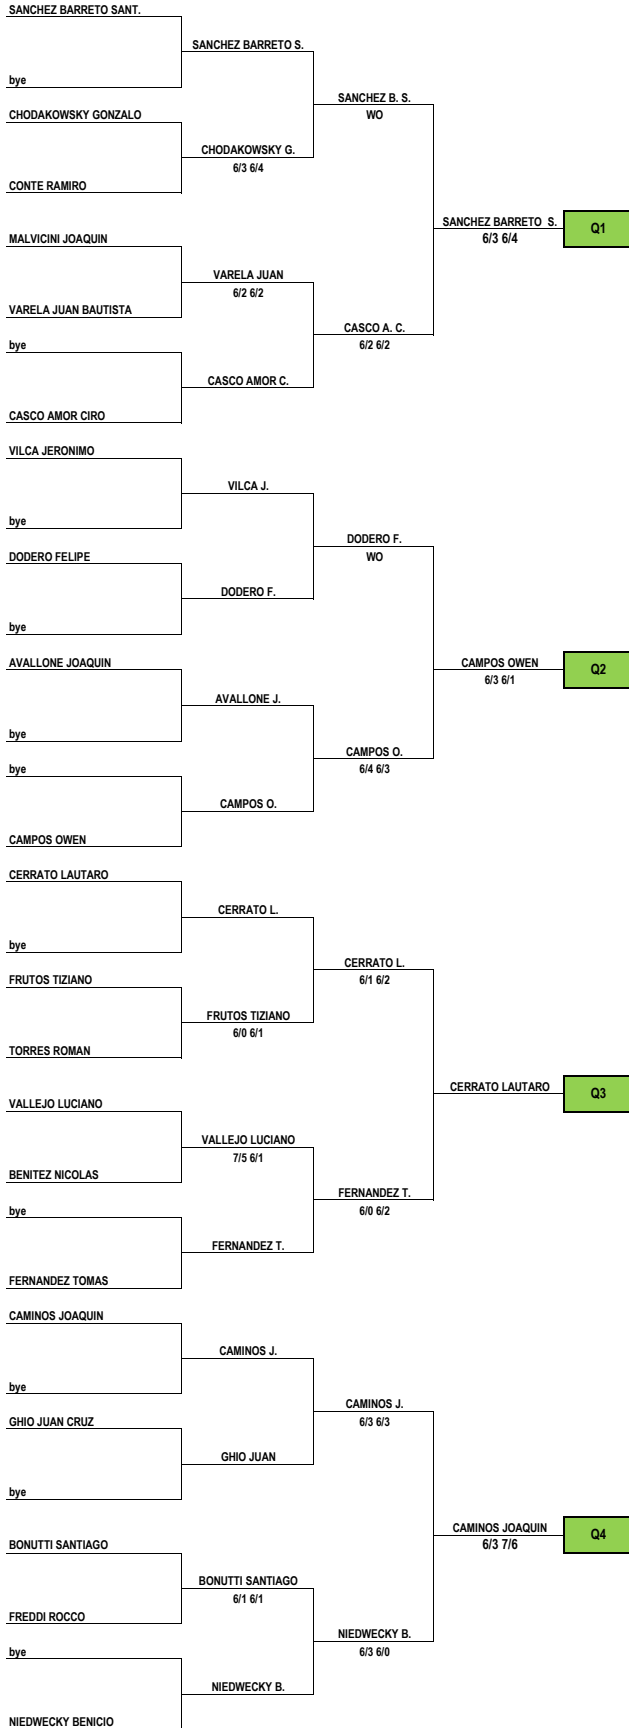 SANCHEZ BARRETO SANT.
SANCHEZ BARRETO S.
bye
SANCHEZ B. S.
WO
CHODAKOWSKY GONZALO
CHODAKOWSKY G.
6/3 6/4
CONTE RAMIRO
SANCHEZ BARRETO S.
6/3 6/4
Q1
MALVICINI JOAQUIN
VARELA JUAN
6/2 6/2
VARELA JUAN BAUTISTA
CASCO A. C.
6/2 6/2
bye
CASCO AMOR C.
CASCO AMOR CIRO
VILCA JERONIMO
VILCA J.
bye
DODERO F.
WO
DODERO FELIPE
DODERO F.
bye
CAMPOS OWEN
6/3 6/1
Q2
AVALLONE JOAQUIN
AVALLONE J.
bye
CAMPOS O.
6/4 6/3
bye
CAMPOS O.
CAMPOS OWEN
CERRATO LAUTARO
CERRATO L.
bye
CERRATO L.
6/1 6/2
FRUTOS TIZIANO
FRUTOS TIZIANO
6/0 6/1
TORRES ROMAN
CERRATO LAUTARO
Q3
VALLEJO LUCIANO
VALLEJO LUCIANO
7/5 6/1
BENITEZ NICOLAS
FERNANDEZ T.
6/0 6/2
bye
FERNANDEZ T.
FERNANDEZ TOMAS
CAMINOS JOAQUIN
CAMINOS J.
bye
CAMINOS J.
6/3 6/3
GHIO JUAN CRUZ
GHIO JUAN
bye
CAMINOS JOAQUIN
6/3 7/6
Q4
BONUTTI SANTIAGO
BONUTTI SANTIAGO
6/1 6/1
FREDDI ROCCO
NIEDWECKY B.
6/3 6/0
bye
NIEDWECKY B.
NIEDWECKY BENICIO